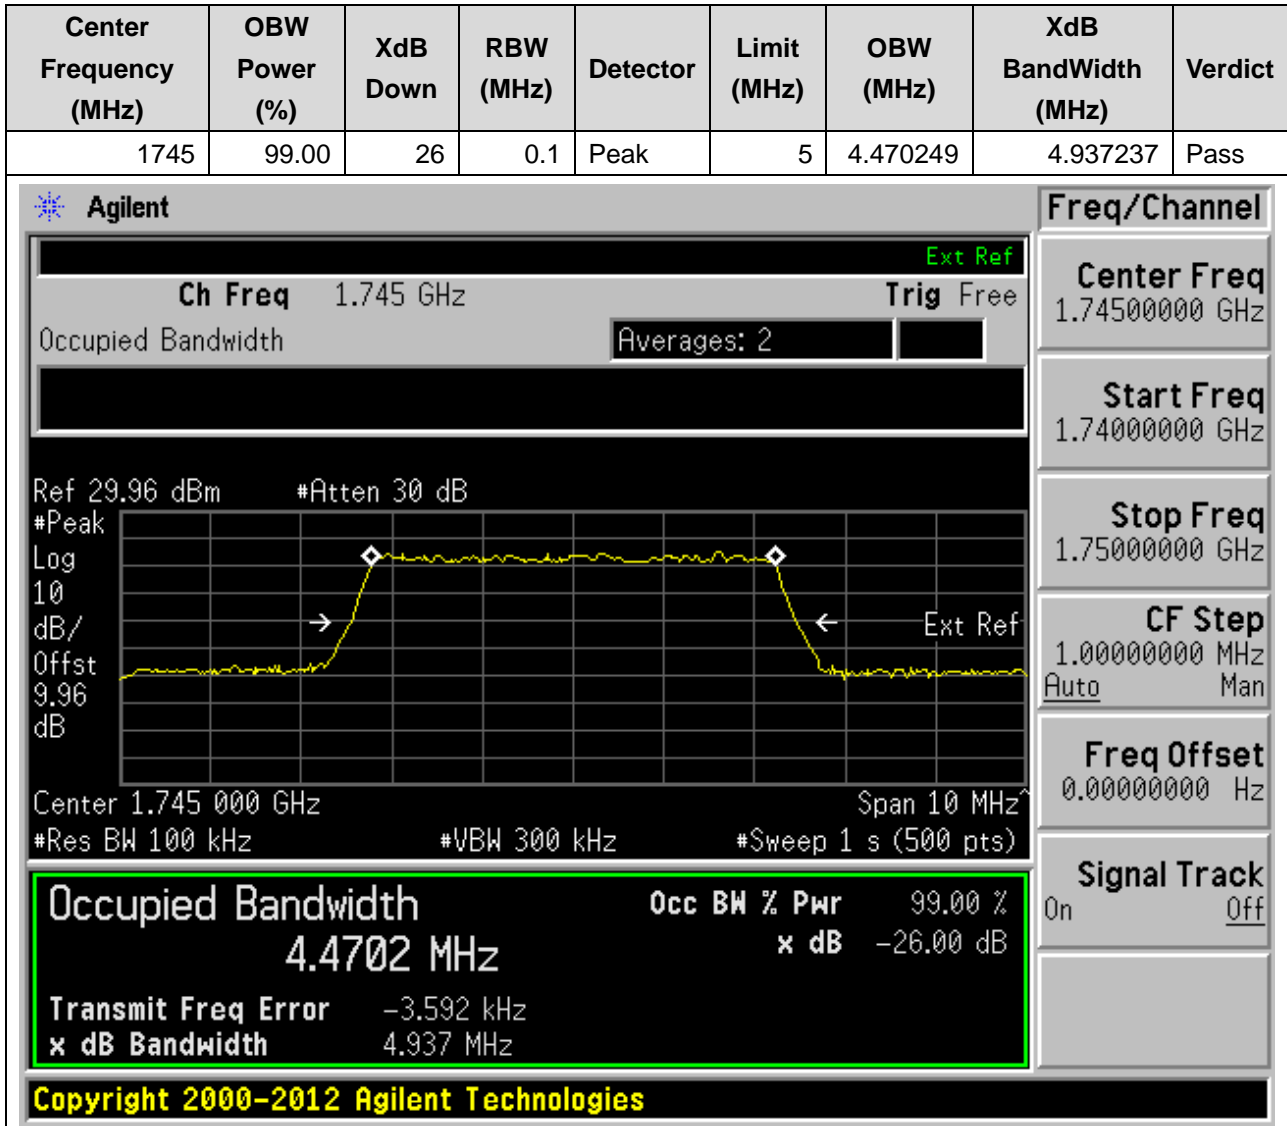 Center Frequency (MHz) OBW Power (%) XdB Down RBW (MHz) Detector Limit (MHz) OBW (MHz) XdB BandWidth (MHz) Verdict
1745 99.00 26 0.1 Peak 5 4.470249 4.937237 Pass
Agilent
Freq/Channel
Ext Ref
Ch Freq 1.745 GHz Trig Free
Occupied Bandwidth Averages: 2
Center Freq
1.74500000 GHz
Start Freq
1.74000000 GHz
Stop Freq
1.75000000 GHz
CF Step
1.00000000 MHz
Auto Man
Freq Offset
0.00000000 Hz
Signal Track
On Off
Ref 29.96 dBm #Atten 30 dB
#Peak
Log
10
dB/
Offst
9.96
dB
Ext Ref
Center 1.745 000 GHz Span 10 MHz^
#Res BW 100 kHz #VBW 300 kHz #Sweep 1 s (500 pts)
Occupied Bandwidth
4.4702 MHz
Occ BW % Pwr 99.00 %
x dB -26.00 dB
Transmit Freq Error -3.592 kHz
x dB Bandwidth 4.937 MHz
Copyright 2000-2012 Agilent Technologies